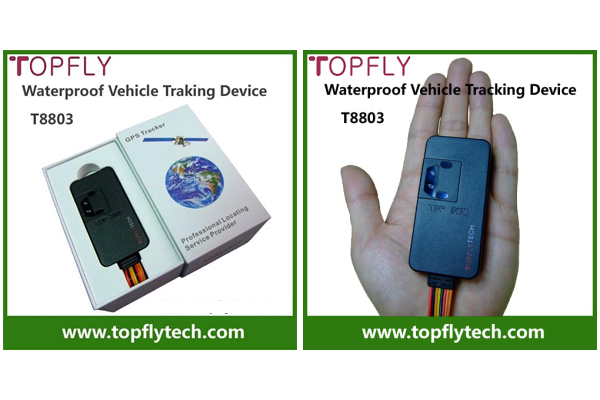 TOPFLY
Waterproof Vehicle Traking Device
T8803
GPS Tracker
Professional Locating
Service Provider
www.topflytech.com
TOPFLY
Waterproof Vehicle Tracking Device
T8803
TOPFLYTECH
www.topflytech.com